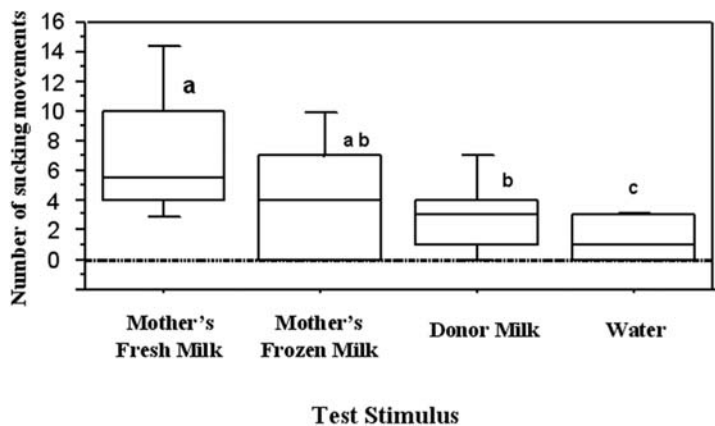 Number of sucking movements
16
14
12
10
8
6
4
2
0
a
a b
b
c
Mother's
Fresh Milk
Mother's
Frozen Milk
Donor Milk
Water
Test Stimulus